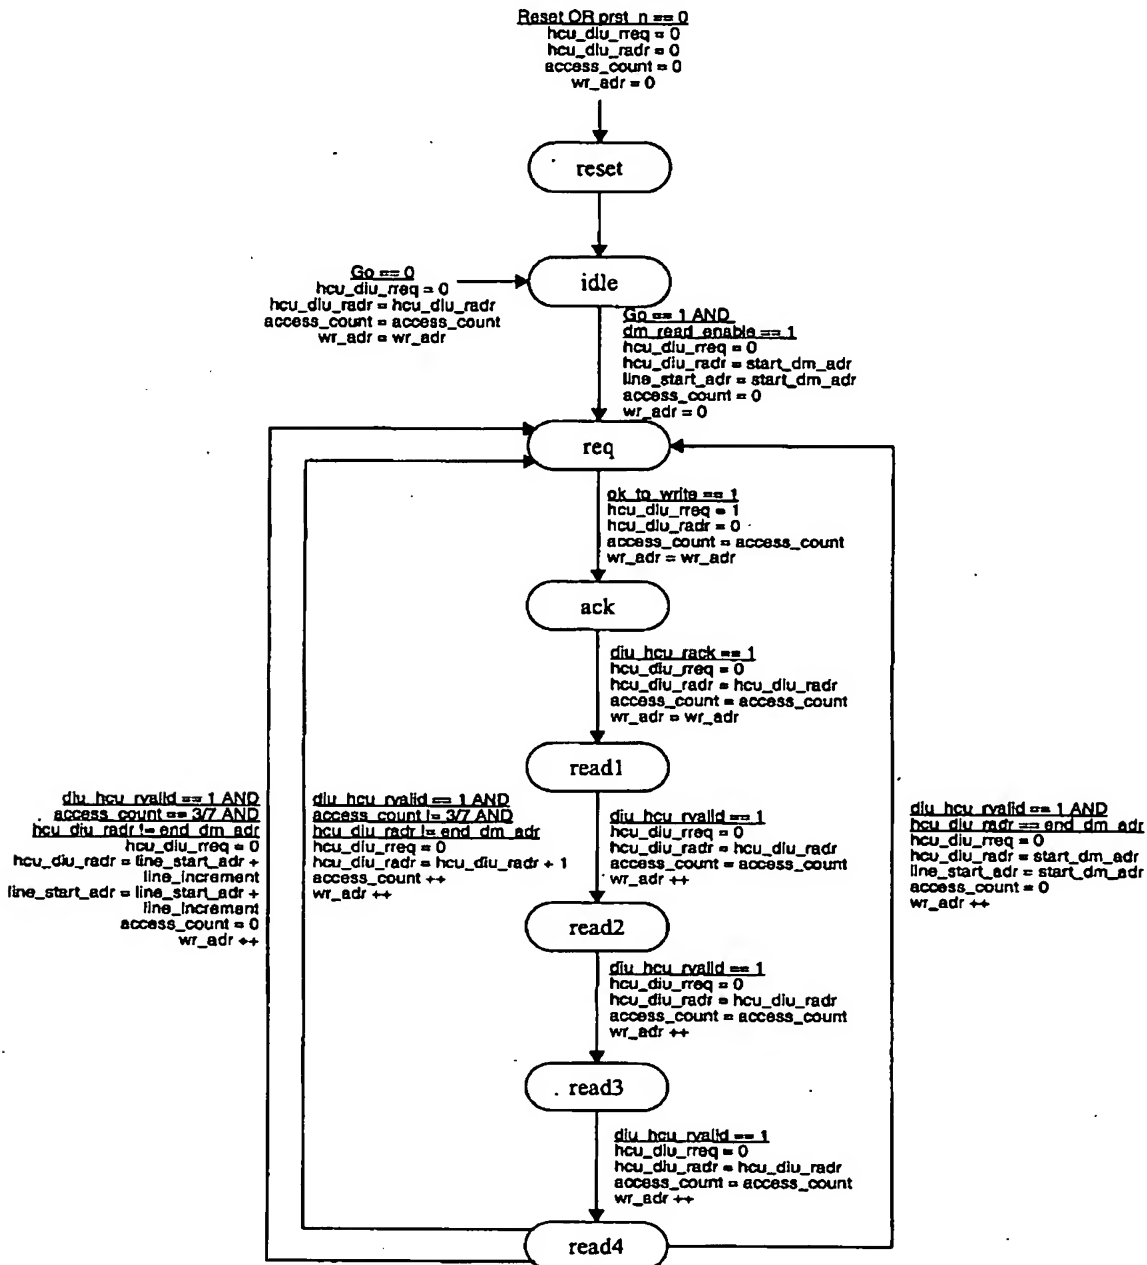 Reset OR prst_n == 0
hcu_diu_rreq = 0
hcu_diu_radr = 0
access_count = 0
wr_adr = 0
reset
Go == 0
hcu_diu_rreq = 0
hcu_diu_radr = hcu_diu_radr
access_count = access_count
wr_adr = wr_adr
idle
Go == 1 AND
dm_read_enable == 1
hcu_diu_rreq = 0
hcu_diu_radr = start_dm_adr
line_start_adr = start_dm_adr
access_count = 0
wr_adr = 0
req
ok_to_write == 1
hcu_diu_rreq = 1
hcu_diu_radr = 0
access_count = access_count
wr_adr = wr_adr
ack
diu_hcu_rack == 1
hcu_diu_rreq = 0
hcu_diu_radr = hcu_diu_radr
access_count = access_count
wr_adr = wr_adr
read1
diu_hcu_rvalid == 1 AND
access_count == 3/7 AND
hcu_diu_radr != end_dm_adr
hcu_diu_rreq = 0
hcu_diu_radr = line_start_adr +
line_increment
line_start_adr = line_start_adr +
line_increment
access_count = 0
wr_adr ++
diu_hcu_rvalid == 1 AND
access_count != 3/7 AND
hcu_diu_radr != end_dm_adr
hcu_diu_rreq = 0
hcu_diu_radr = hcu_diu_radr + 1
access_count ++
wr_adr ++
diu_hcu_rvalid == 1
hcu_diu_rreq = 0
hcu_diu_radr = hcu_diu_radr
access_count = access_count
wr_adr ++
diu_hcu_rvalid == 1 AND
hcu_diu_radr == end_dm_adr
hcu_diu_rreq = 0
hcu_diu_radr = start_dm_adr
line_start_adr = start_dm_adr
access_count = 0
wr_adr ++
read2
diu_hcu_rvalid == 1
hcu_diu_rreq = 0
hcu_diu_radr = hcu_diu_radr
access_count = access_count
wr_adr ++
read3
diu_hcu_rvalid == 1
hcu_diu_rreq = 0
hcu_diu_radr = hcu_diu_radr
access_count = access_count
wr_adr ++
read4